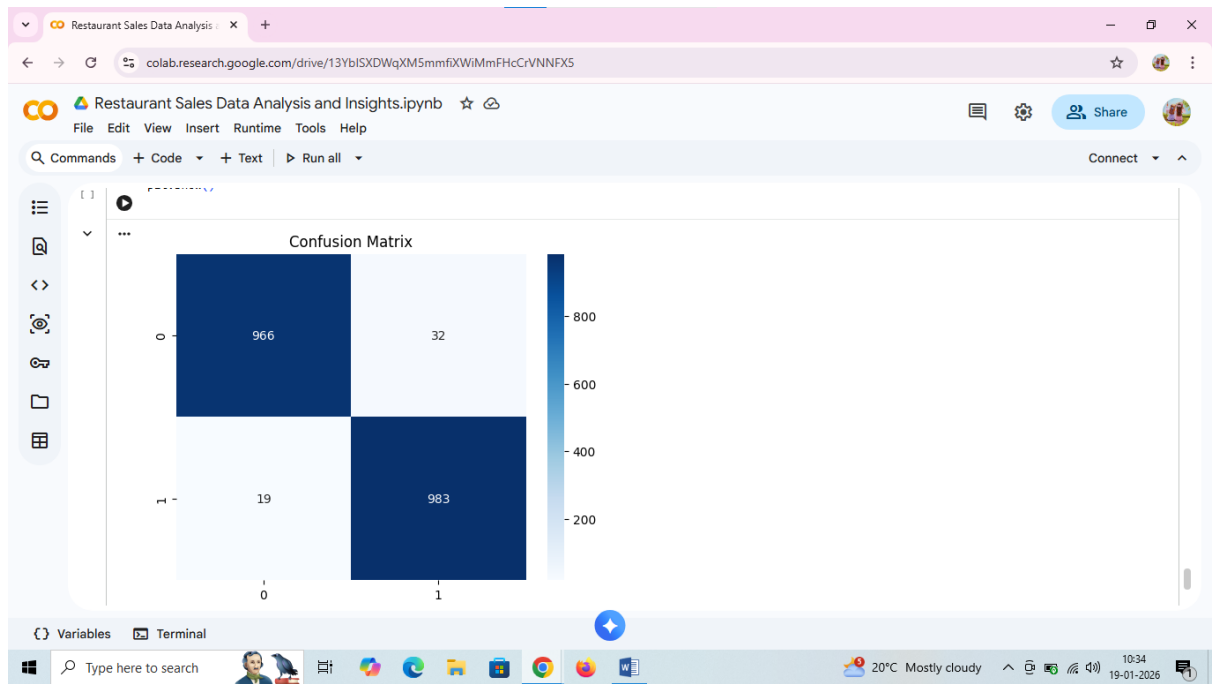 Restaurant Sales Data Analysis
colab.research.google.com/drive/13YbISXDWqXM5mmfiXWiMmFHcCrVNNFX5
Restaurant Sales Data Analysis and Insights.ipynb
Share
File Edit View Insert Runtime Tools Help
Commands + Code + Text Run all
Connect
[ ]
Confusion Matrix
966
32
0
19
983
1
0
1
800
600
400
200
Variables
Terminal
Type here to search
20°C Mostly cloudy
10:34
19-01-2026